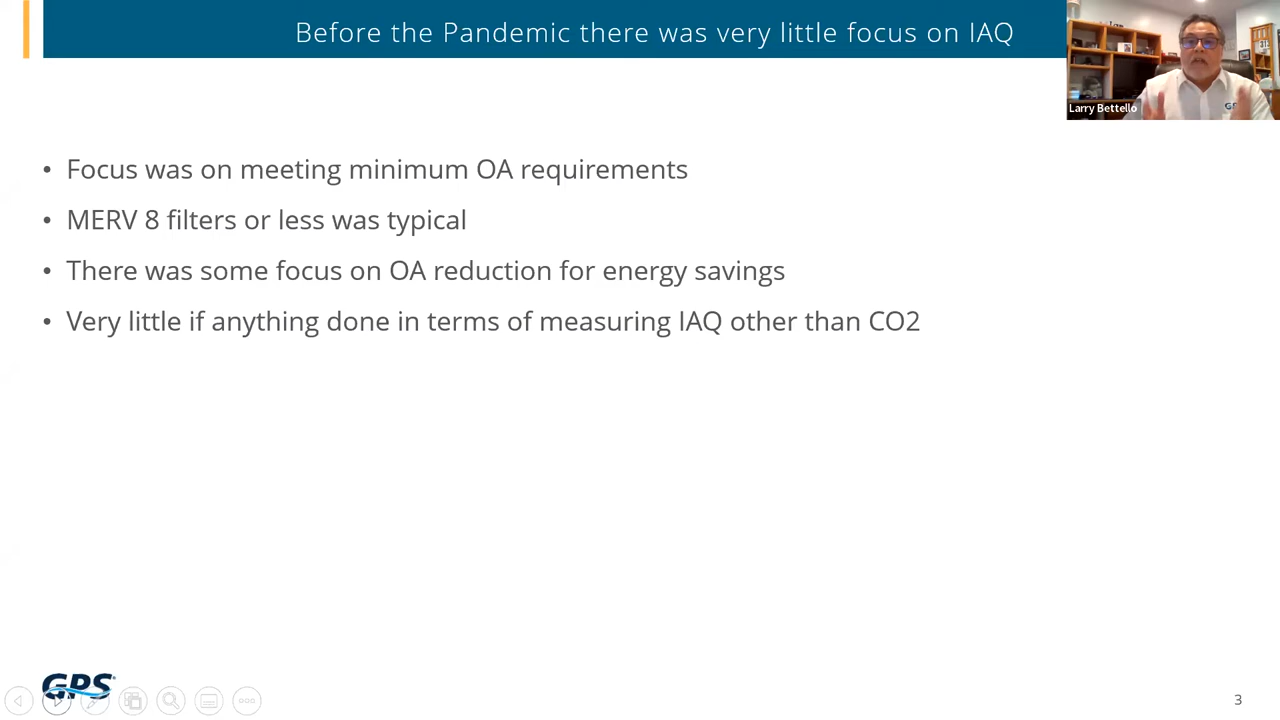 Before the Pandemic there was very little focus on IAQ
Larry Bettello
GPS
• Focus was on meeting minimum OA requirements
• MERV 8 filters or less was typical
• There was some focus on OA reduction for energy savings
• Very little if anything done in terms of measuring IAQ other than CO2
GPS
3